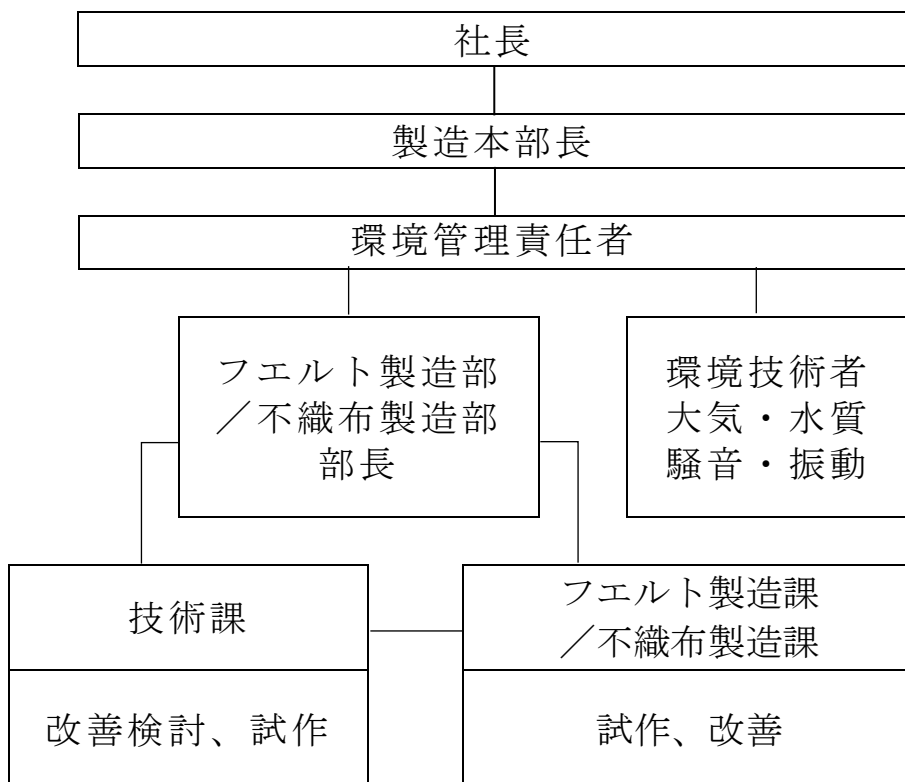 社長
製造本部長
環境管理責任者
フエルト製造部
／不織布製造部
部長
環境技術者
大気・水質
騒音・振動
技術課
改善検討、試作
フエルト製造課
／不織布製造課
試作、改善